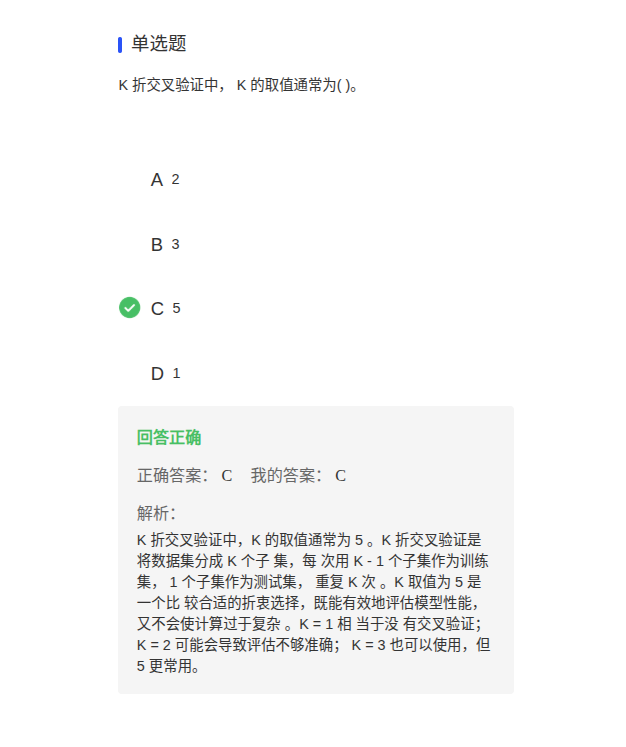 单选题
K 折交叉验证中， K 的取值通常为( )。
A 2
B 3
C 5
D 1
回答正确
正确答案： C 我的答案： C
解析：
K 折交叉验证中，K 的取值通常为 5 。K 折交叉验证是
将数据集分成 K 个子 集，每 次用 K - 1 个子集作为训练
集， 1 个子集作为测试集， 重复 K 次 。K 取值为 5 是
一个比 较合适的折衷选择，既能有效地评估模型性能，
又不会使计算过于复杂 。K = 1 相 当于没 有交叉验证；
K = 2 可能会导致评估不够准确； K = 3 也可以使用，但
5 更常用。